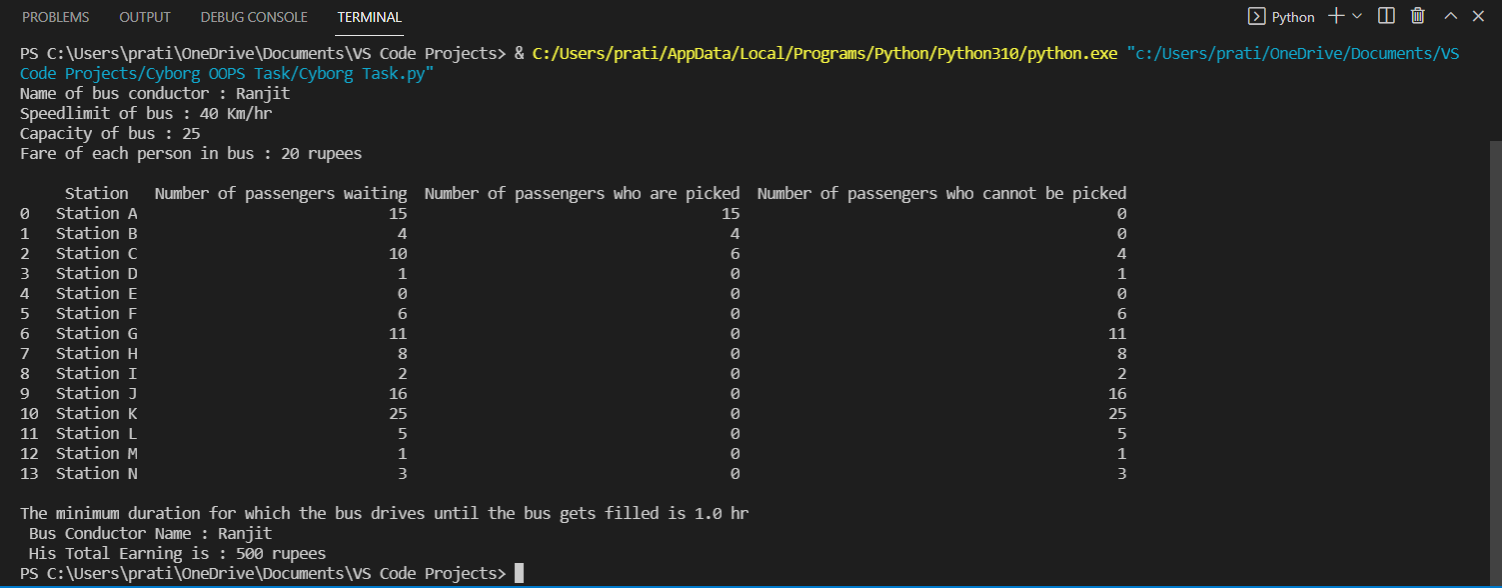 PROBLEMS OUTPUT DEBUG CONSOLE TERMINAL Python
PS C:\Users\prati\OneDrive\Documents\VS Code Projects> & C:/Users/prati/AppData/Local/Programs/Python/Python310/python.exe "c:/Users/prati/OneDrive/Documents/VS
Code Projects/Cyborg OOPS Task/Cyborg Task.py"
Name of bus conductor : Ranjit
Speedlimit of bus : 40 Km/hr
Capacity of bus : 25
Fare of each person in bus : 20 rupees
Station Number of passengers waiting Number of passengers who are picked Number of passengers who cannot be picked
0 Station A 15 15 0
1 Station B 4 4 0
2 Station C 10 6 4
3 Station D 1 0 1
4 Station E 0 0 0
5 Station F 6 0 6
6 Station G 11 0 11
7 Station H 8 0 8
8 Station I 2 0 2
9 Station J 16 0 16
10 Station K 25 0 25
11 Station L 5 0 5
12 Station M 1 0 1
13 Station N 3 0 3
The minimum duration for which the bus drives until the bus gets filled is 1.0 hr
Bus Conductor Name : Ranjit
His Total Earning is : 500 rupees
PS C:\Users\prati\OneDrive\Documents\VS Code Projects>